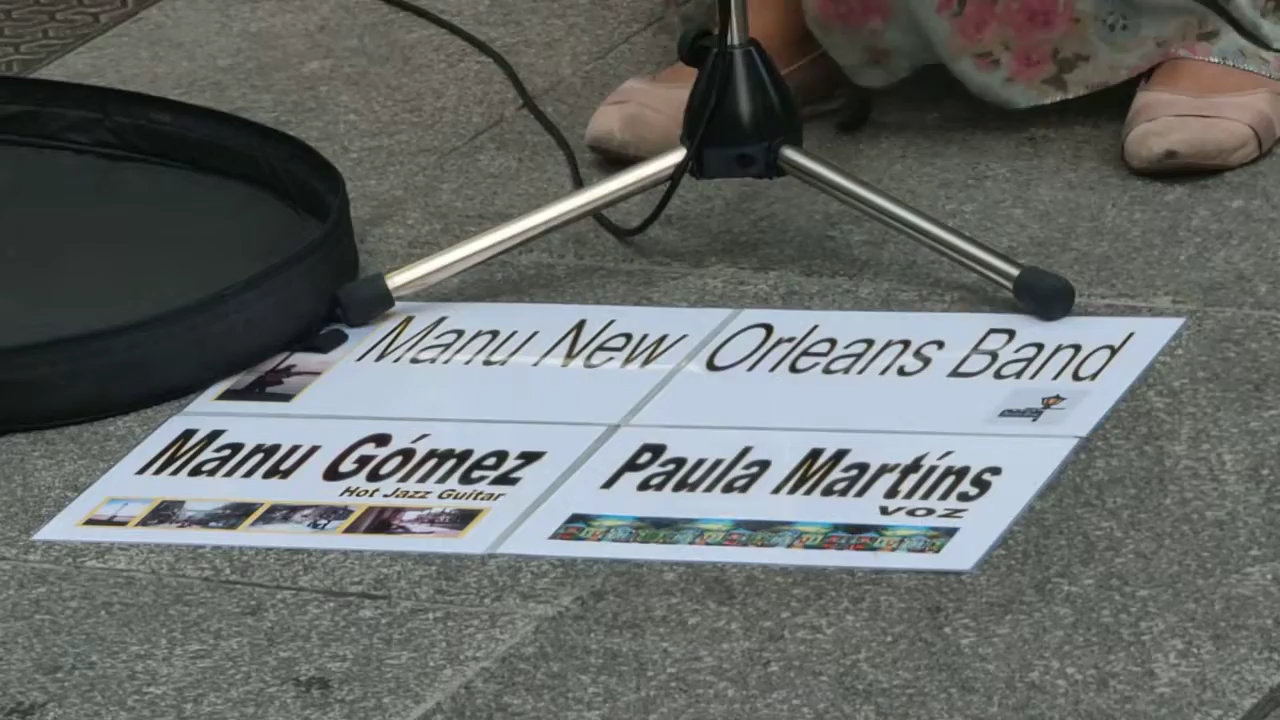 Manu New Orleans Band
Manu Gómez
Hot Jazz Guitar
Paula Martíns
voz